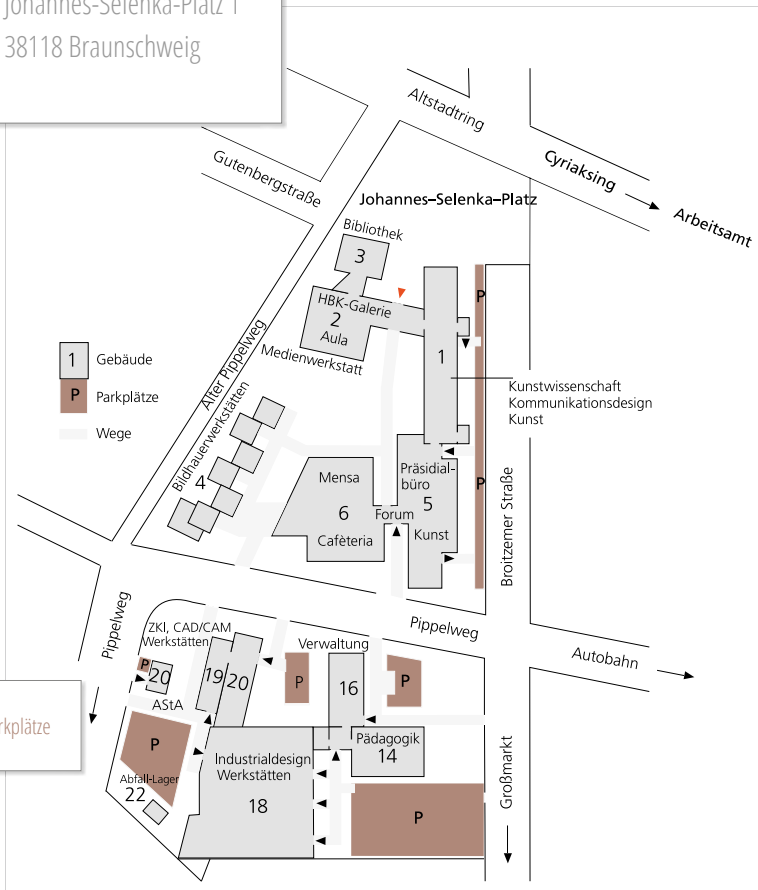 Johannes-Selenka-Platz 1
38118 Braunschweig
Altstadtring
Cyriaksing
Arbeitsamt
Gutenbergstraße
Johannes–Selenka–Platz
Bibliothek
3
HBK-Galerie
2
Aula
Medienwerkstatt
P
1
Alter Pippelweg
1 Gebäude
P Parkplätze
Wege
Kunstwissenschaft
Kommunikationsdesign
Kunst
Bildhauerwerkstätten
4
Mensa
6
Cafèteria
Forum
Präsidial-
büro
5
Kunst
P
Broitzemer Straße
Pippelweg
Pippelweg
Autobahn
ZKI, CAD/CAM
Werkstätten
P
20
19
20
AStA
Verwaltung
P
16
P
P
Pädagogik
14
Industrialdesign
Werkstätten
18
Abfall-Lager
22
P
Großmarkt
rkplätze